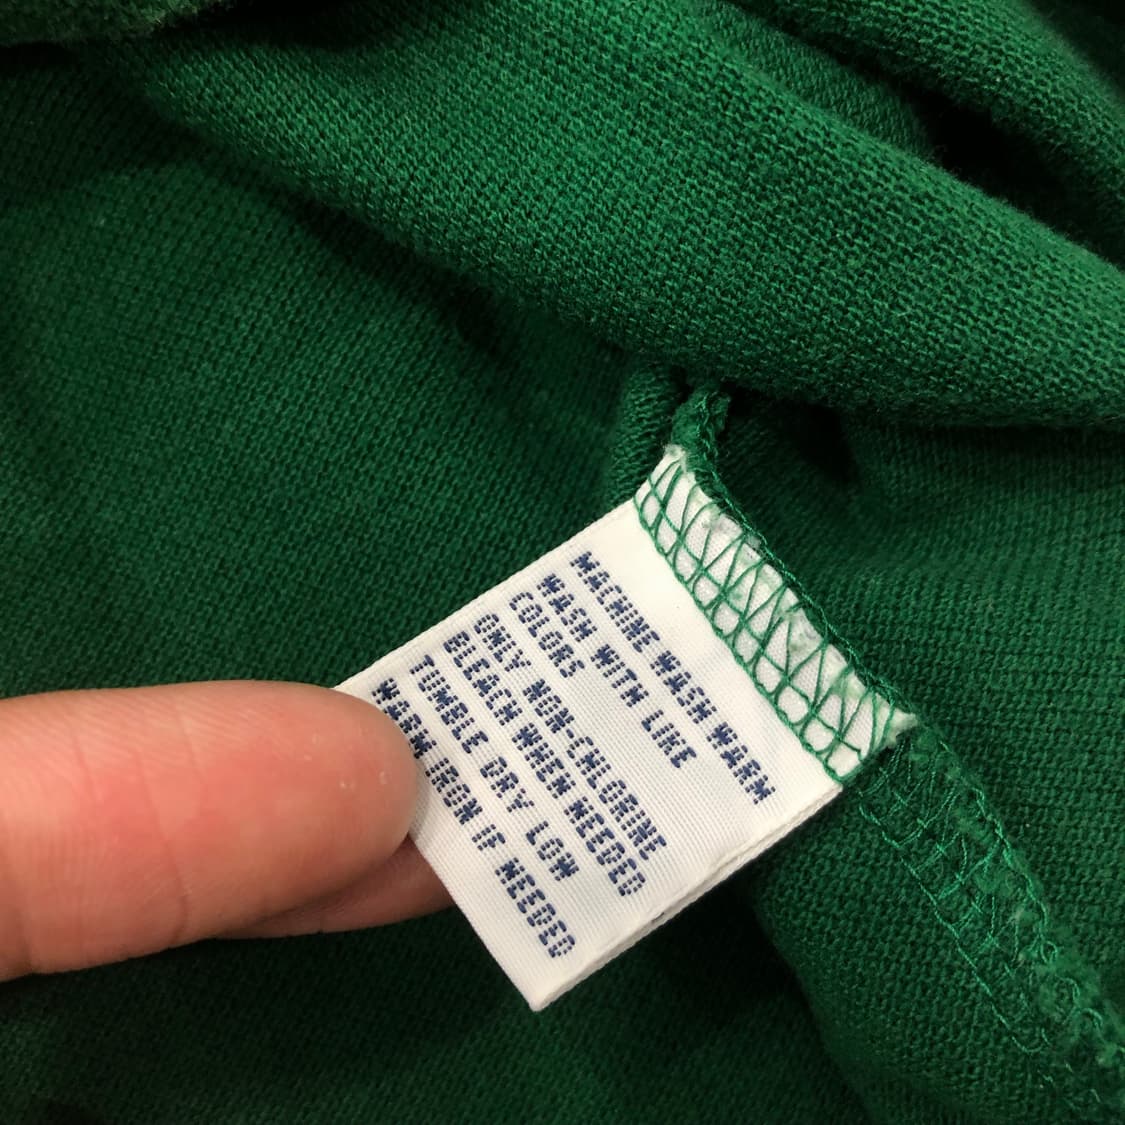 MACHINE WASH WARM
WASH WITH LIKE
COLORS
ONLY NON-CHLORINE
BLEACH WHEN NEEDED
TUMBLE DRY LOW
WARM IRON IF NEEDED